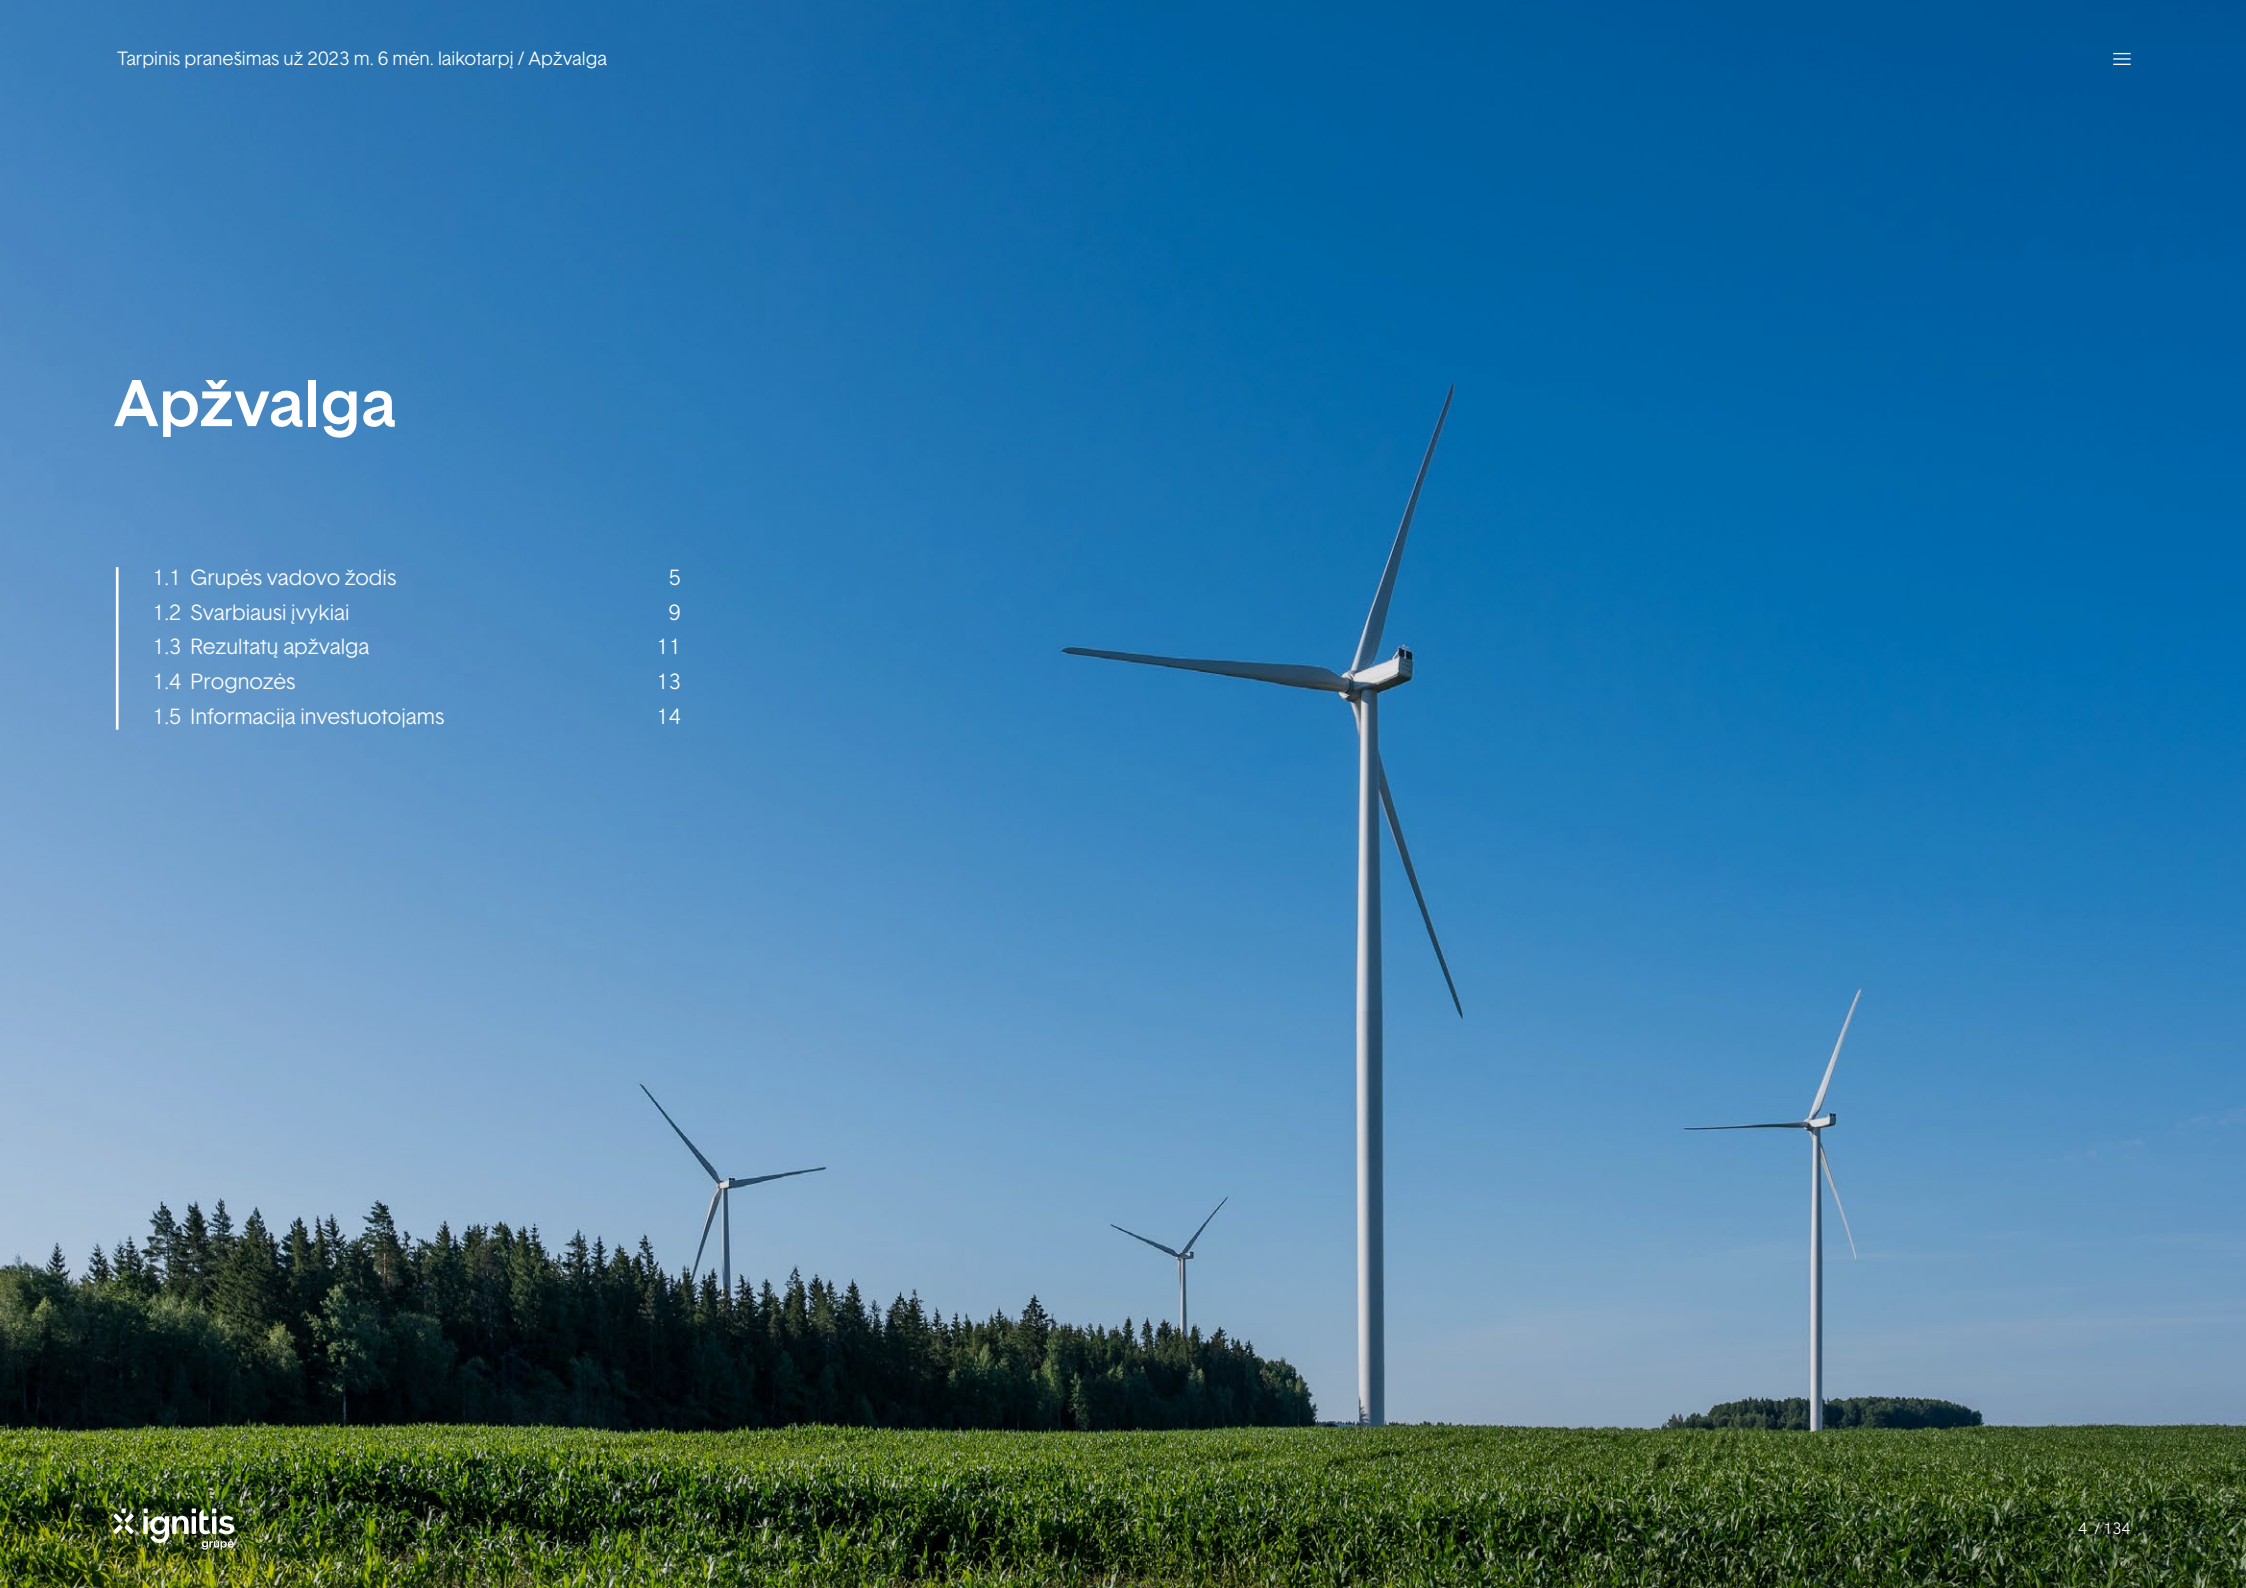 Tarpinis pranešimas už 2023 m. 6 mėn. laikotarpį / Apžvalga
Apžvalga
1.1 Grupės vadovo žodis 5
1.2 Svarbiausi įvykiai 9
1.3 Rezultatų apžvalga 11
1.4 Prognozės 13
1.5 Informacija investuotojams 14
ignitis
grupė
4 / 134